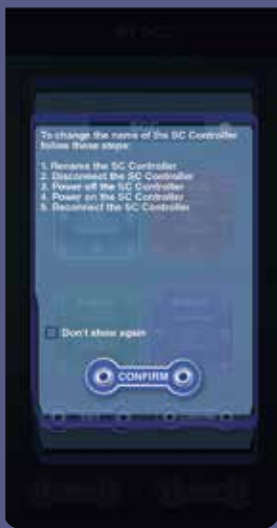 To change the name of the SC Controller
follow these steps:
1. Rename the SC Controller
2. Disconnect the SC Controller
3. Power off the SC Controller
4. Power on the SC Controller
5. Reconnect the SC Controller
Don't show again
CONFIRM